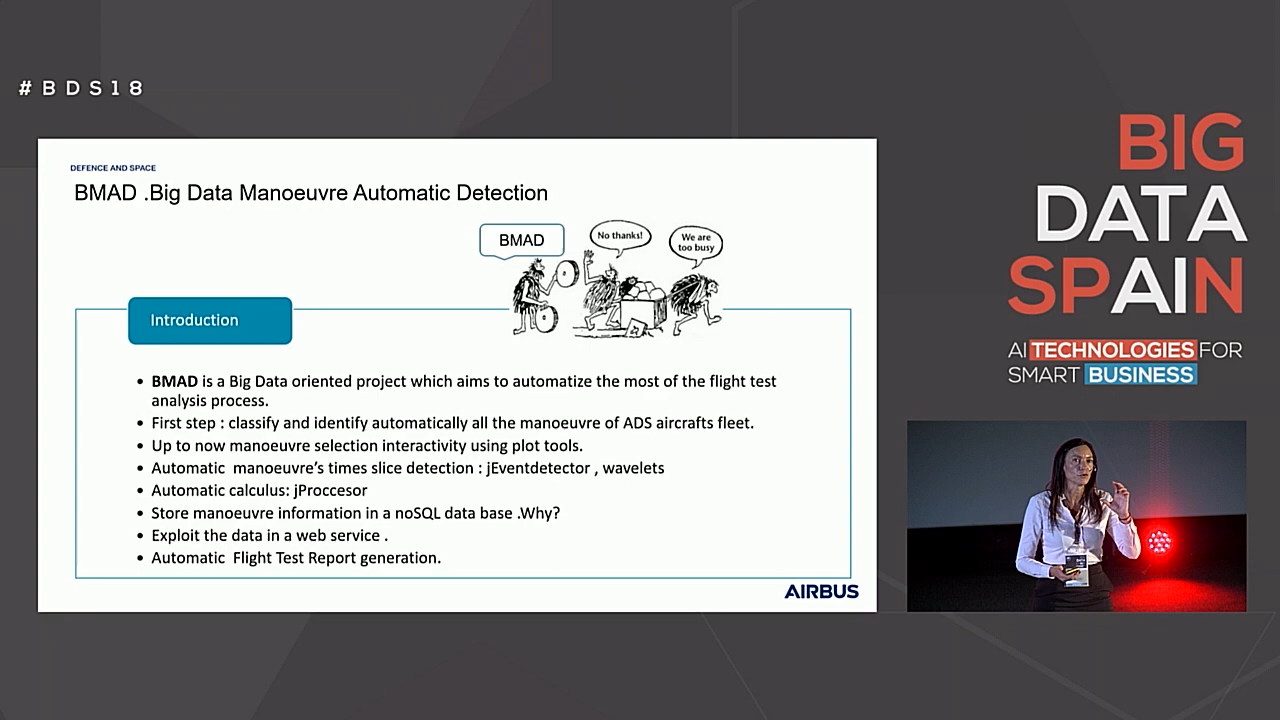 #BDS18
DEFENCE AND SPACE
BMAD .Big Data Manoeuvre Automatic Detection
BMAD
No thanks!
We are
too busy
Introduction
• BMAD is a Big Data oriented project which aims to automatize the most of the flight test
analysis process.
• First step : classify and identify automatically all the manoeuvre of ADS aircrafts fleet.
• Up to now manoeuvre selection interactivity using plot tools.
• Automatic manoeuvre's times slice detection : jEventdetector , wavelets
• Automatic calculus: jProccesor
• Store manoeuvre information in a noSQL data base .Why?
• Exploit the data in a web service .
• Automatic Flight Test Report generation.
AIRBUS
BIG
DATA
SPAIN
AI TECHNOLOGIES FOR
SMART BUSINESS